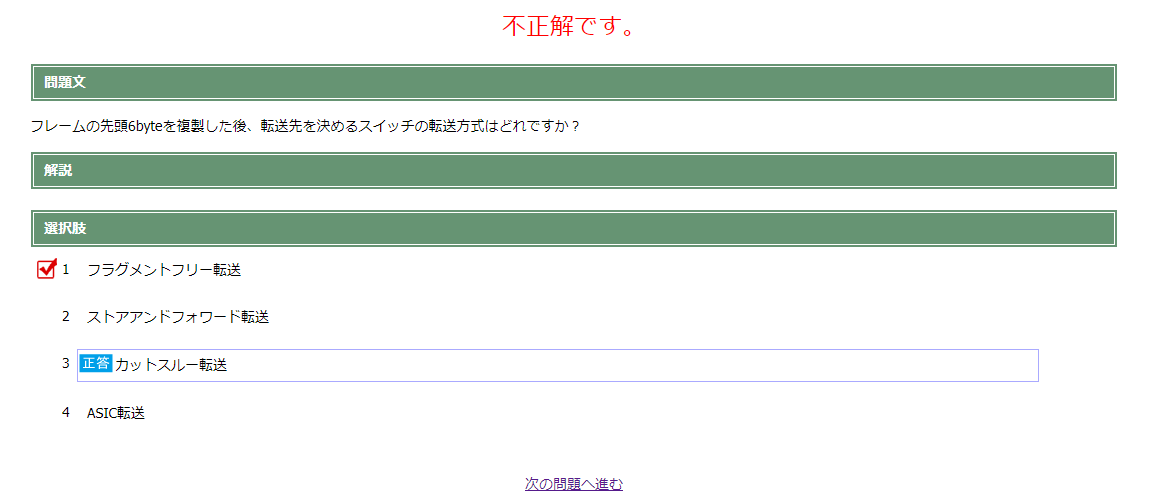 不正解です。
問題文
フレームの先頭6byteを複製した後、転送先を決めるスイッチの転送方式はどれですか？
解説
選択肢
1 フラグメントフリー転送
2 ストアアンドフォワード転送
3 正答 カットスルー転送
4 ASIC転送
次の問題へ進む